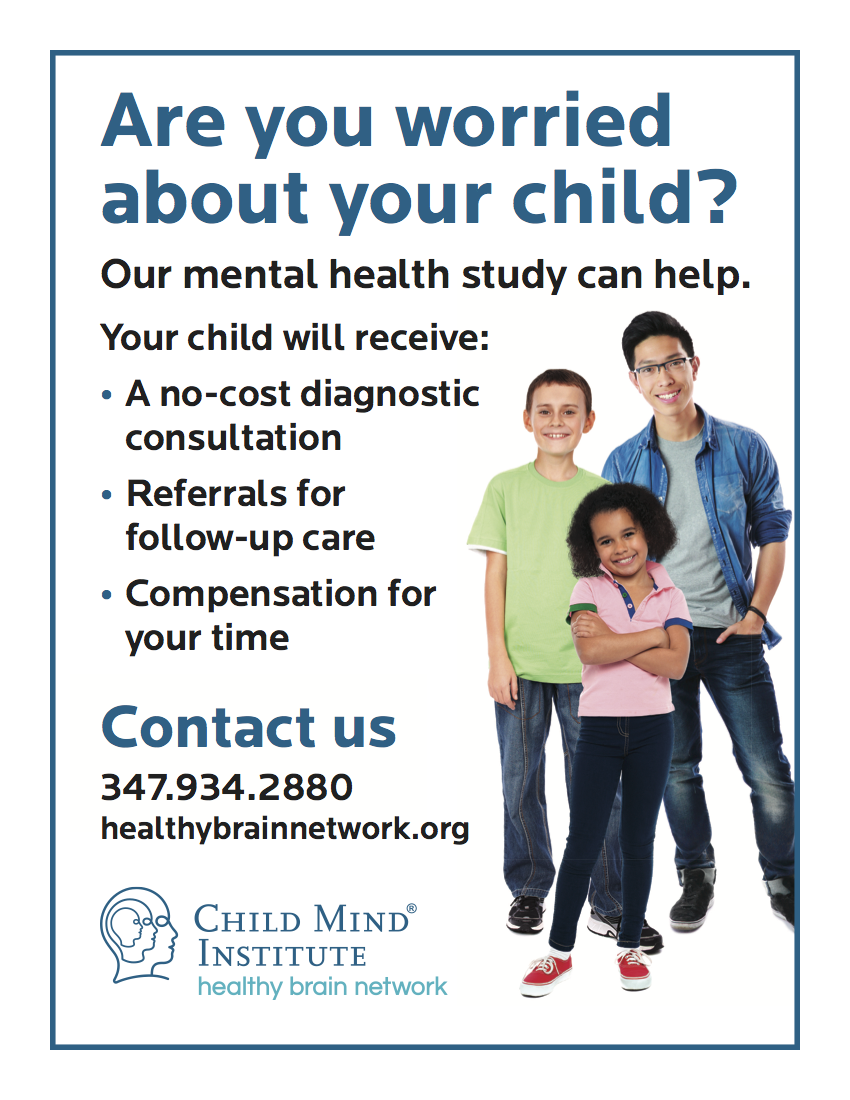 Are you worried
about your child?
Our mental health study can help.
Your child will receive:
• A no-cost diagnostic
consultation
• Referrals for
follow-up care
• Compensation for
your time
Contact us
347.934.2880
healthybrainnetwork.org
CHILD MIND®
INSTITUTE
healthy brain network